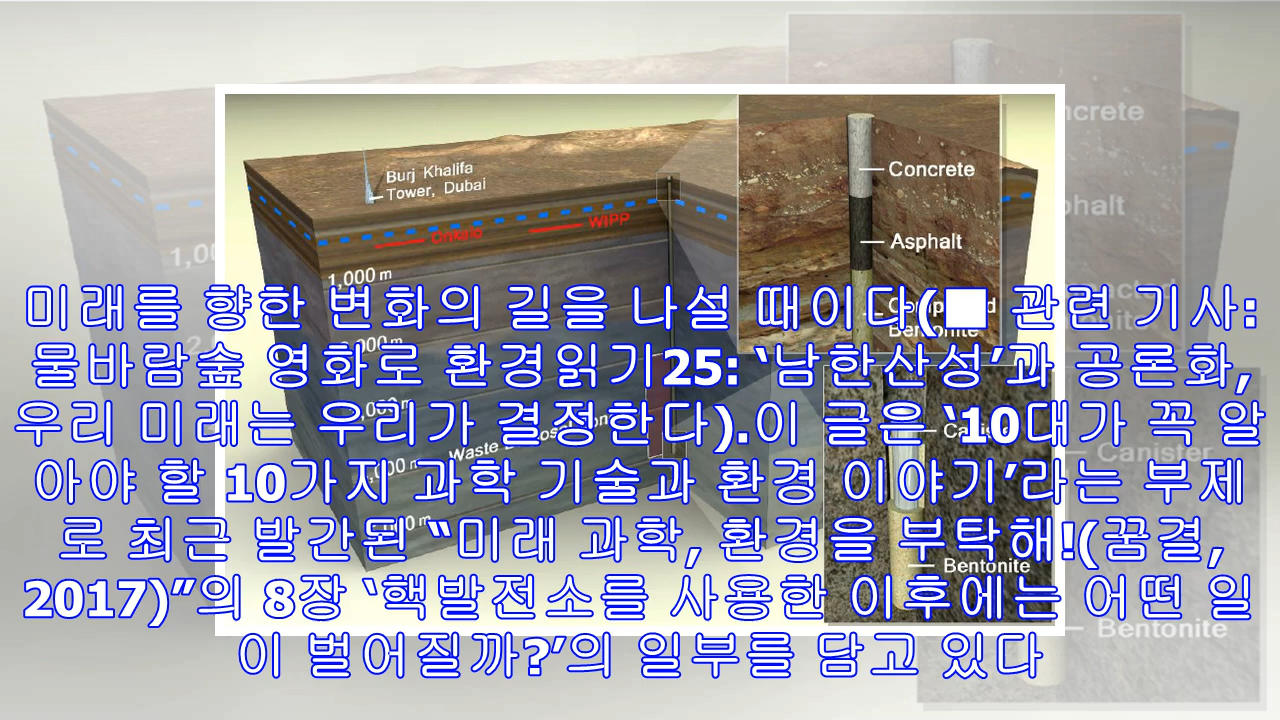 Burj Khalifa
Tower, Dubai
Onkalo
WIPP
1,000 m
Concrete
Asphalt
Bentonite
Bentonite
미래를 향한 변화의 길을 나설 때이다(■ 관련 기사:
물바람숲 영화로 환경읽기25: ‘남한산성’과 공론화,
우리 미래는 우리가 결정한다).이 글은 ‘10대가 꼭 알
아야 할 10가지 과학 기술과 환경 이야기’라는 부제
로 최근 발간된 “미래 과학, 환경을 부탁해!(꿈결,
2017)”의 8장 ‘핵발전소를 사용한 이후에는 어떤 일
이 벌어질까?’의 일부를 담고 있다
Canister
Bentonite